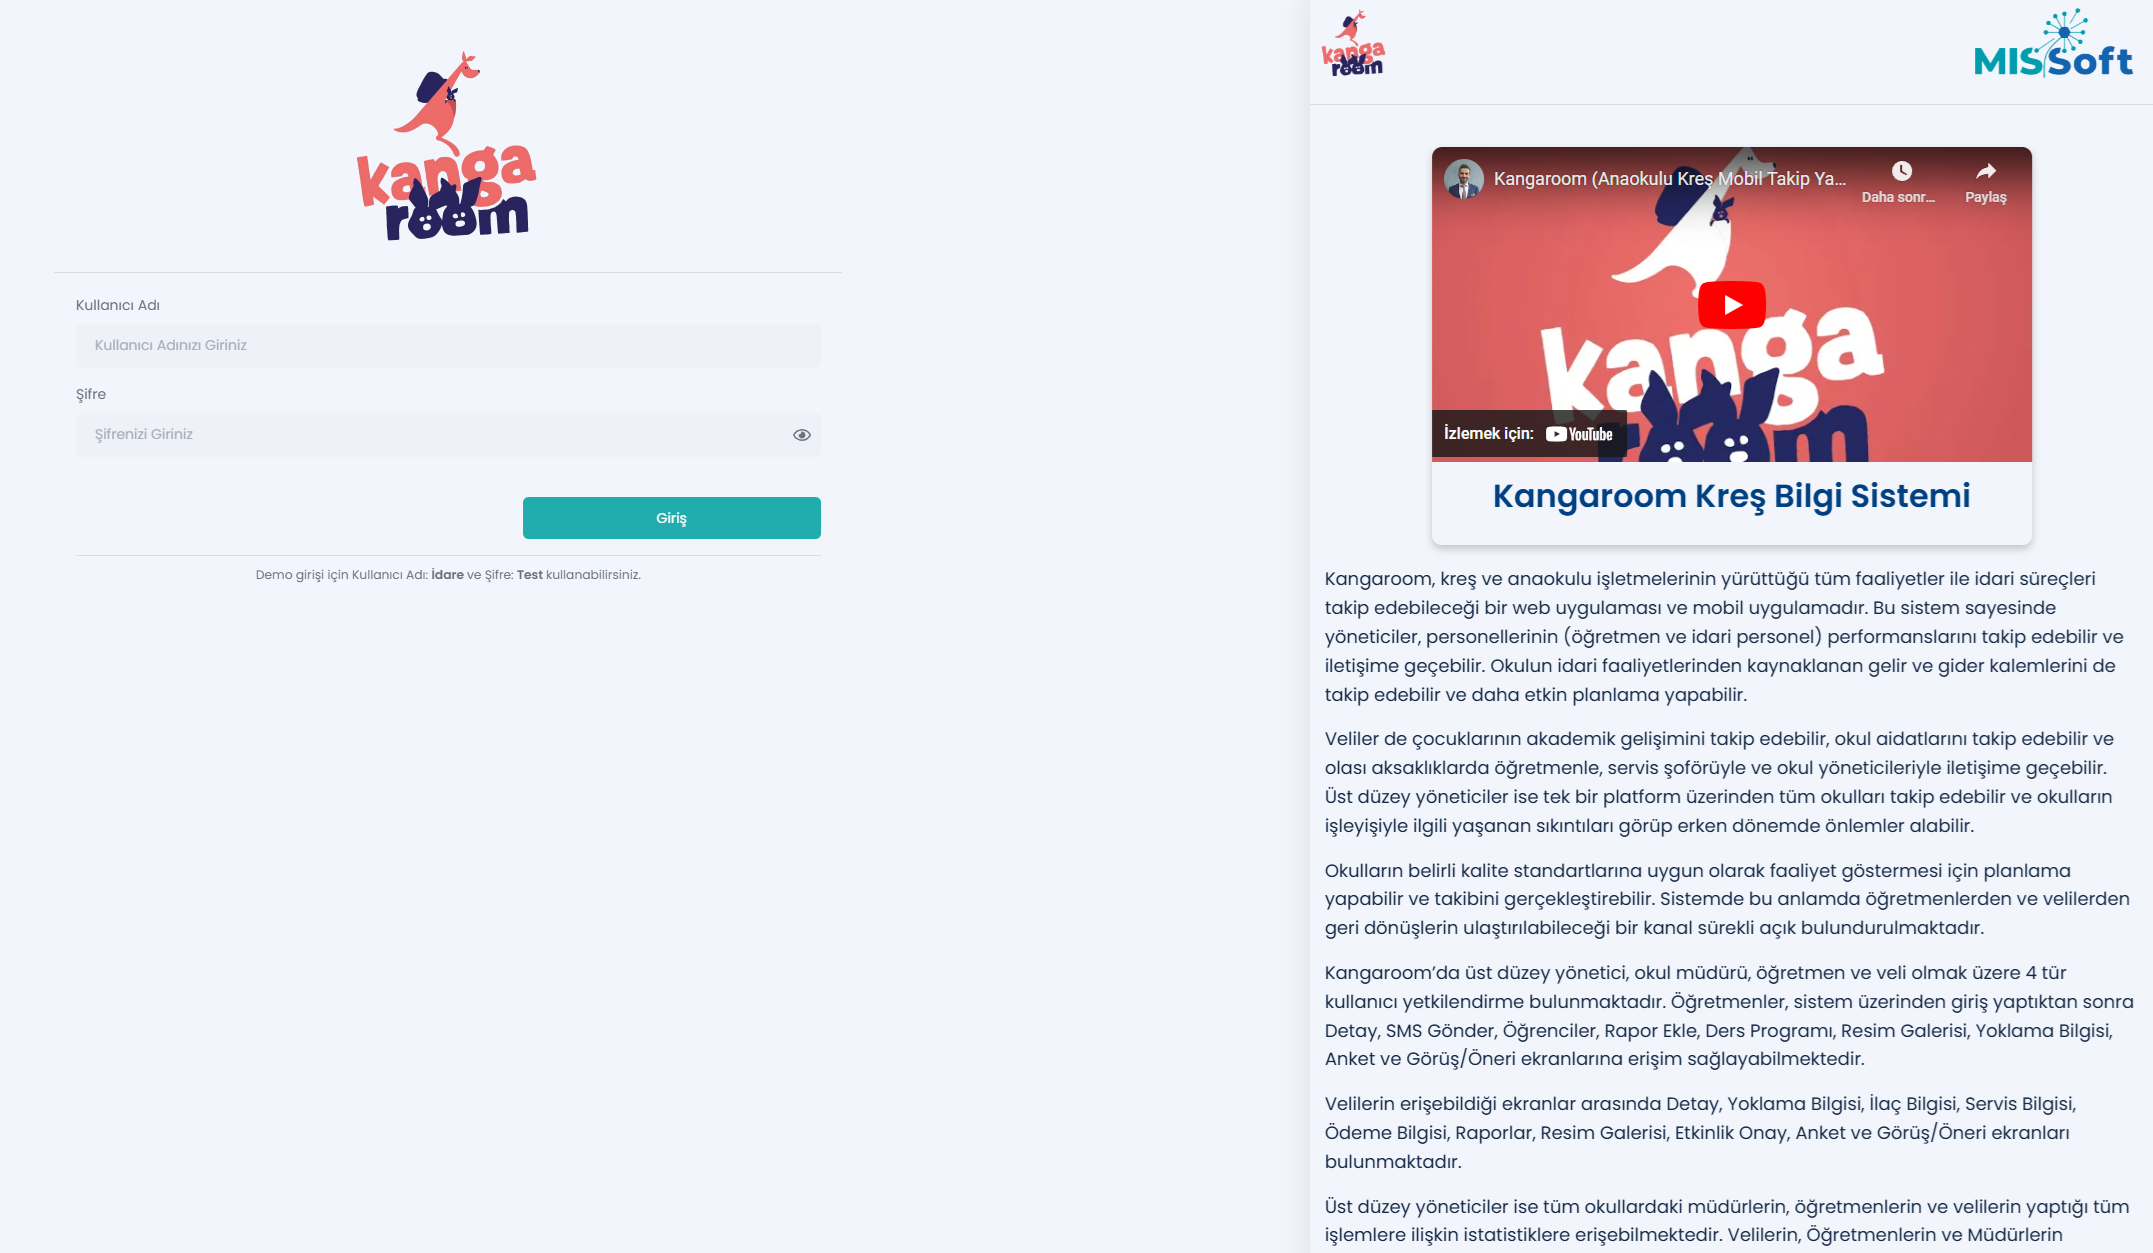 kanga
room
Kullanıcı Adı
Kullanıcı Adınızı Giriniz
Şifre
Şifrenizi Giriniz
Giriş
Demo girişi için Kullanıcı Adı: İdare ve Şifre: Test kullanabilirsiniz.
kanga
room
MISSoft
Kangaroom (Anaokulu Kreş Mobil Takip Ya...
Daha sonr...
Paylaş
kanga
room
İzlemek için: YouTube
Kangaroom Kreş Bilgi Sistemi
Kangaroom, kreş ve anaokulu işletmelerinin yürüttüğü tüm faaliyetler ile idari süreçleri
takip edebileceği bir web uygulaması ve mobil uygulamadır. Bu sistem sayesinde
yöneticiler, personellerinin (öğretmen ve idari personel) performanslarını takip edebilir ve
iletişime geçebilir. Okulun idari faaliyetlerinden kaynaklanan gelir ve gider kalemlerini de
takip edebilir ve daha etkin planlama yapabilir.
Veliler de çocuklarının akademik gelişimini takip edebilir, okul aidatlarını takip edebilir ve
olası aksaklıklarda öğretmenle, servis şoförüyle ve okul yöneticileriyle iletişime geçebilir.
Üst düzey yöneticiler ise tek bir platform üzerinden tüm okulları takip edebilir ve okulların
işleyişiyle ilgili yaşanan sıkıntıları görüp erken dönemde önlemler alabilir.
Okulların belirli kalite standartlarına uygun olarak faaliyet göstermesi için planlama
yapabilir ve takibini gerçekleştirebilir. Sistemde bu anlamda öğretmenlerden ve velilerden
geri dönüşlerin ulaştırılabileceği bir kanal sürekli açık bulundurulmaktadır.
Kangaroom’da üst düzey yönetici, okul müdürü, öğretmen ve veli olmak üzere 4 tür
kullanıcı yetkilendirme bulunmaktadır. Öğretmenler, sistem üzerinden giriş yaptıktan sonra
Detay, SMS Gönder, Öğrenciler, Rapor Ekle, Ders Programı, Resim Galerisi, Yoklama Bilgisi,
Anket ve Görüş/Öneri ekranlarına erişim sağlayabilmektedir.
Velilerin erişebildiği ekranlar arasında Detay, Yoklama Bilgisi, İlaç Bilgisi, Servis Bilgisi,
Ödeme Bilgisi, Raporlar, Resim Galerisi, Etkinlik Onay, Anket ve Görüş/Öneri ekranları
bulunmaktadır.
Üst düzey yöneticiler ise tüm okullardaki müdürlerin, öğretmenlerin ve velilerin yaptığı tüm
işlemlere ilişkin istatistiklere erişebilmektedir. Velilerin, Öğretmenlerin ve Müdürlerin